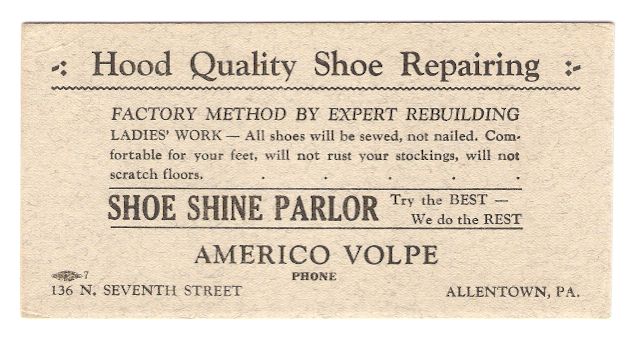 -: Hood Quality Shoe Repairing :-
FACTORY METHOD BY EXPERT REBUILDING
LADIES' WORK — All shoes will be sewed, not nailed. Com-
fortable for your feet, will not rust your stockings, will not
scratch floors. . . . . .
SHOE SHINE PARLOR
Try the BEST —
We do the REST
AMERICO VOLPE
PHONE
7
136 N. SEVENTH STREET
ALLENTOWN, PA.